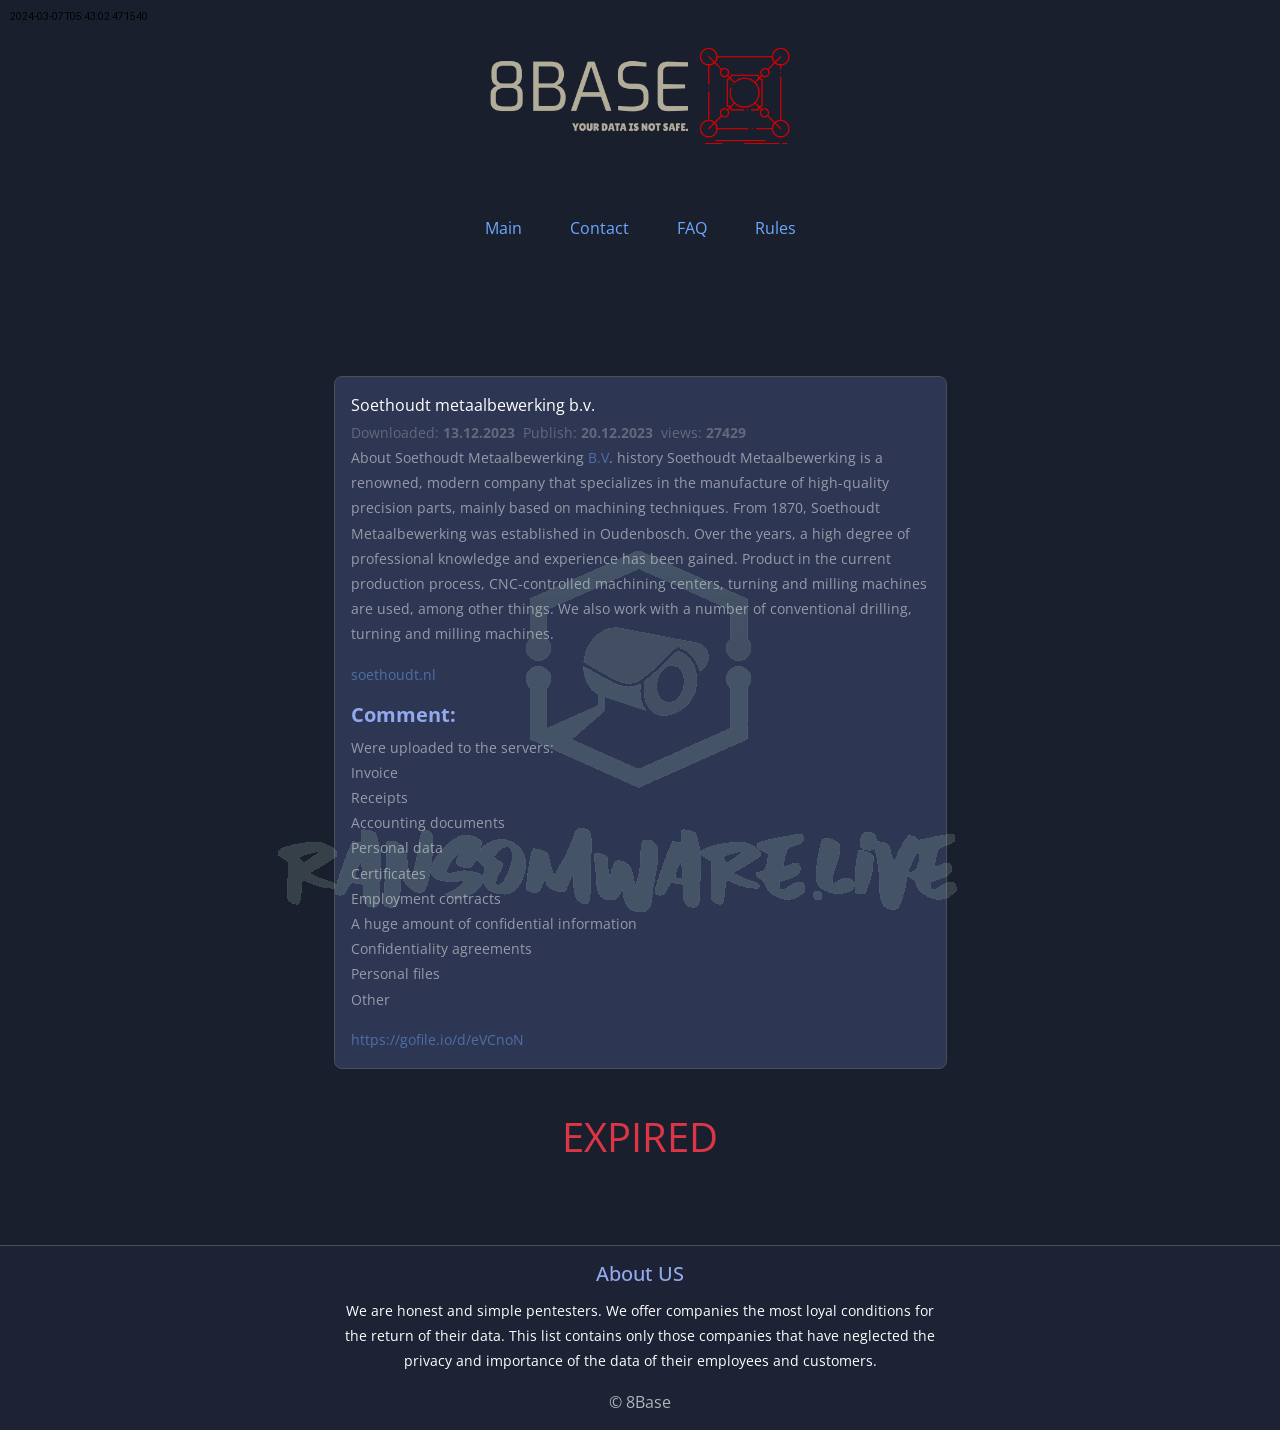 2024-03-07T05:43:02.471540
8BASE
YOUR DATA IS NOT SAFE.
Main Contact FAQ Rules
Soethoudt metaalbewerking b.v.
Downloaded: 13.12.2023 Publish: 20.12.2023 views: 27429
About Soethoudt Metaalbewerking B.V. history Soethoudt Metaalbewerking is a
renowned, modern company that specializes in the manufacture of high-quality
precision parts, mainly based on machining techniques. From 1870, Soethoudt
Metaalbewerking was established in Oudenbosch. Over the years, a high degree of
professional knowledge and experience has been gained. Product in the current
production process, CNC-controlled machining centers, turning and milling machines
are used, among other things. We also work with a number of conventional drilling,
turning and milling machines.
soethoudt.nl
Comment:
Were uploaded to the servers:
Invoice
Receipts
Accounting documents
Personal data
RANSOMWARE.LIVE
Certificates
Employment contracts
A huge amount of confidential information
Confidentiality agreements
Personal files
Other
https://gofile.io/d/eVCnoN
EXPIRED
About US
We are honest and simple pentesters. We offer companies the most loyal conditions for
the return of their data. This list contains only those companies that have neglected the
privacy and importance of the data of their employees and customers.
© 8Base